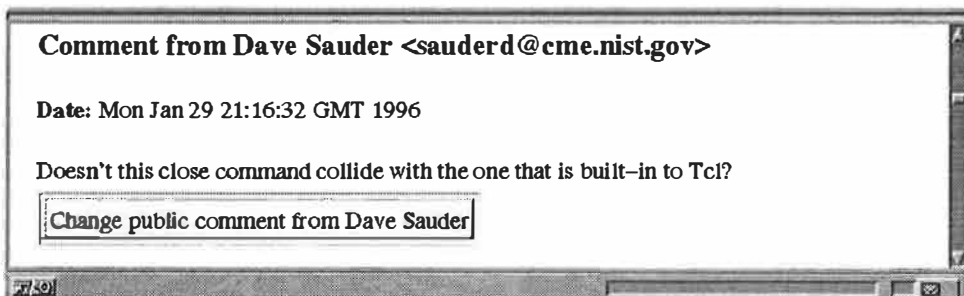 Comment from Dave Sauder <sauderd@cme.nist.gov>
Date: Mon Jan 29 21:16:32 GMT 1996
Doesn't this close command collide with the one that is built–in to Tcl?
Change public comment from Dave Sauder